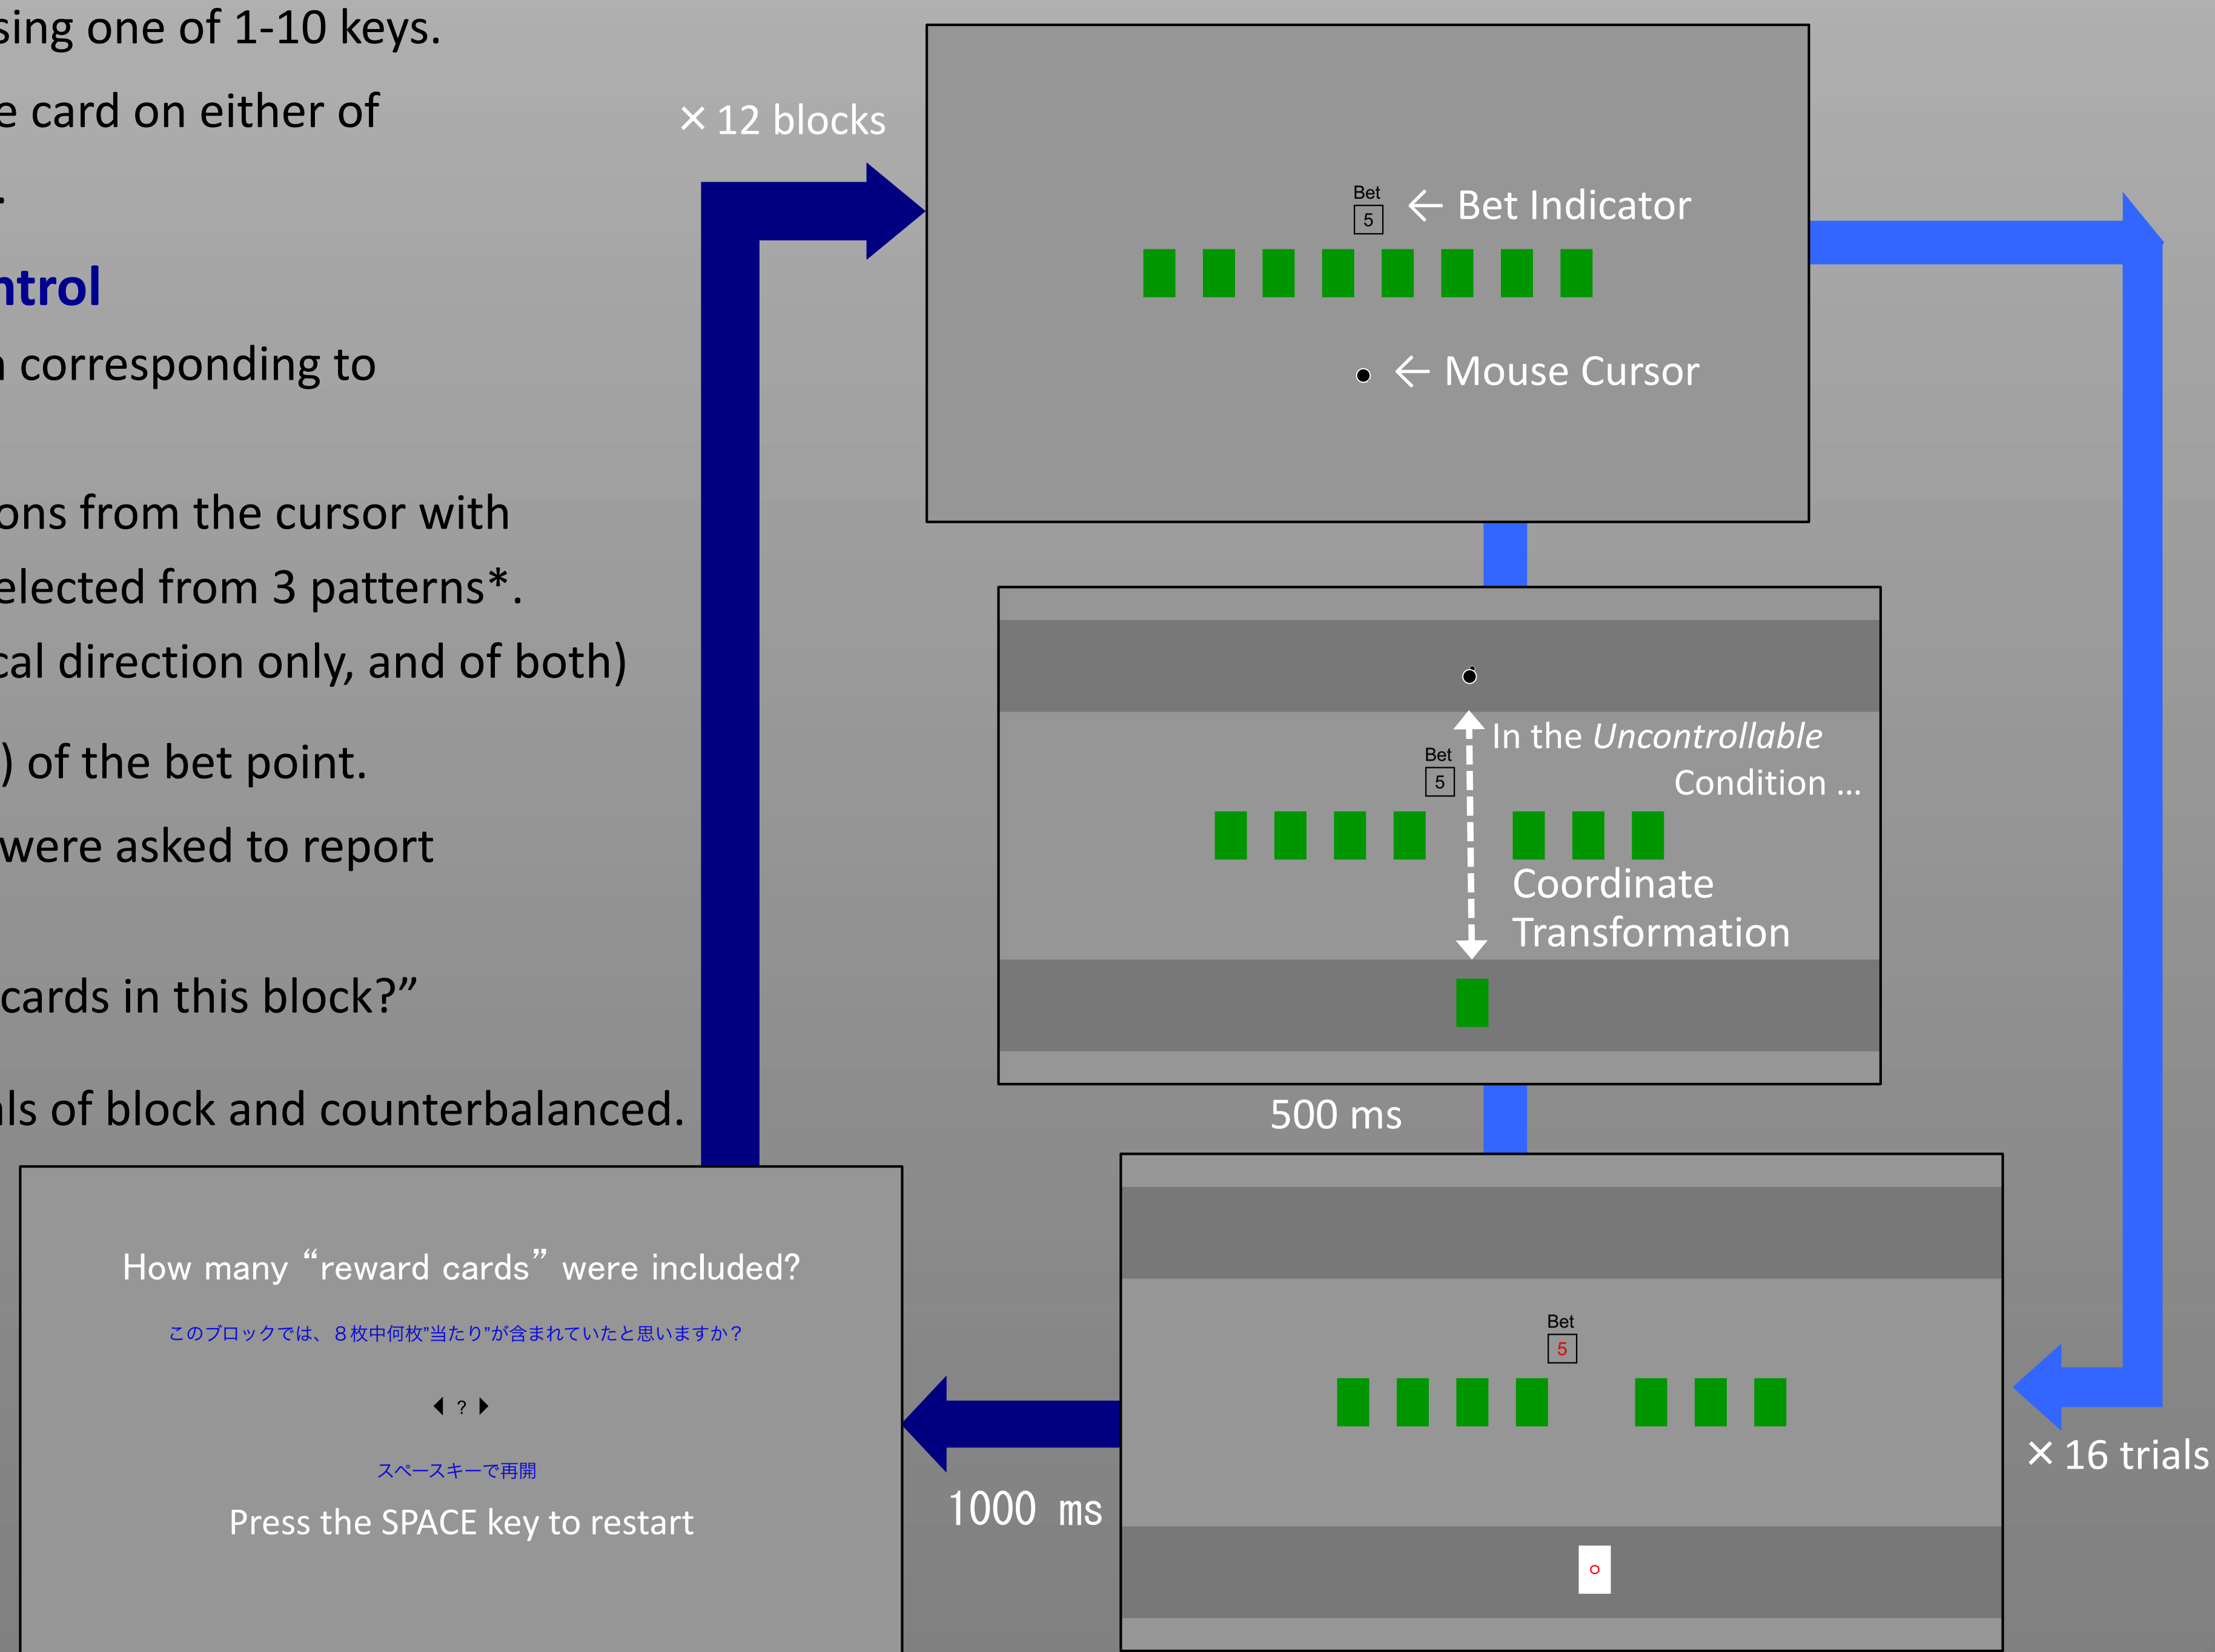 sing one of 1-10 keys.
e card on either of
.
ntrol
n corresponding to
ons from the cursor with
elected from 3 patterns*.
cal direction only, and of both)
) of the bet point.
were asked to report
cards in this block?”
als of block and counterbalanced.
× 12 blocks
Bet
5
← Bet Indicator
← Mouse Cursor
In the Uncontrollable
Condition ...
Bet
5
Coordinate
Transformation
500 ms
Bet
5
○
× 16 trials
1000 ms
How many “reward cards” were included?
このブロックでは、８枚中何枚”当たり”が含まれていたと思いますか？
◀ ? ▶
スペースキーで再開
Press the SPACE key to restart